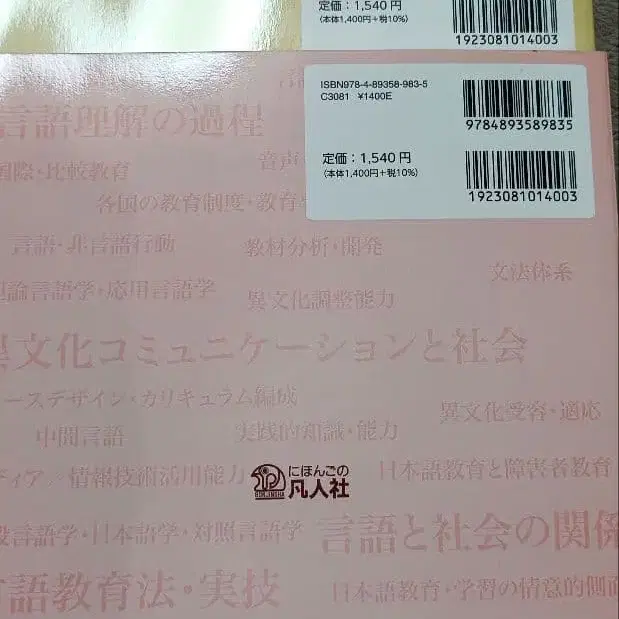 定価：1,540円
(本体1,400円+税10%)
1923081014003
ISBN978-4-89358-983-5
C3081 ¥1400E
9784893589835
定価：1,540円
(本体1,400円+税10%)
1923081014003
言語理解の過程
国際・比較教育
音声
各国の教育制度・教育
言語・非言語行動
教材分析・開発
文法体系
理論言語学・応用言語学
異文化調整能力
異文化コミュニケーションと社会
ースデザイン・カリキュラム編成
異文化受容・適応
中間言語
実践的知識・能力
ディア
情報技術活用能力
日本語教育と障害者教育
にほんごの
凡人社
言語学・日本語学・対照言語学
言語と社会の関係
言語教育法・実技
日本語教育・学習の情意的側面